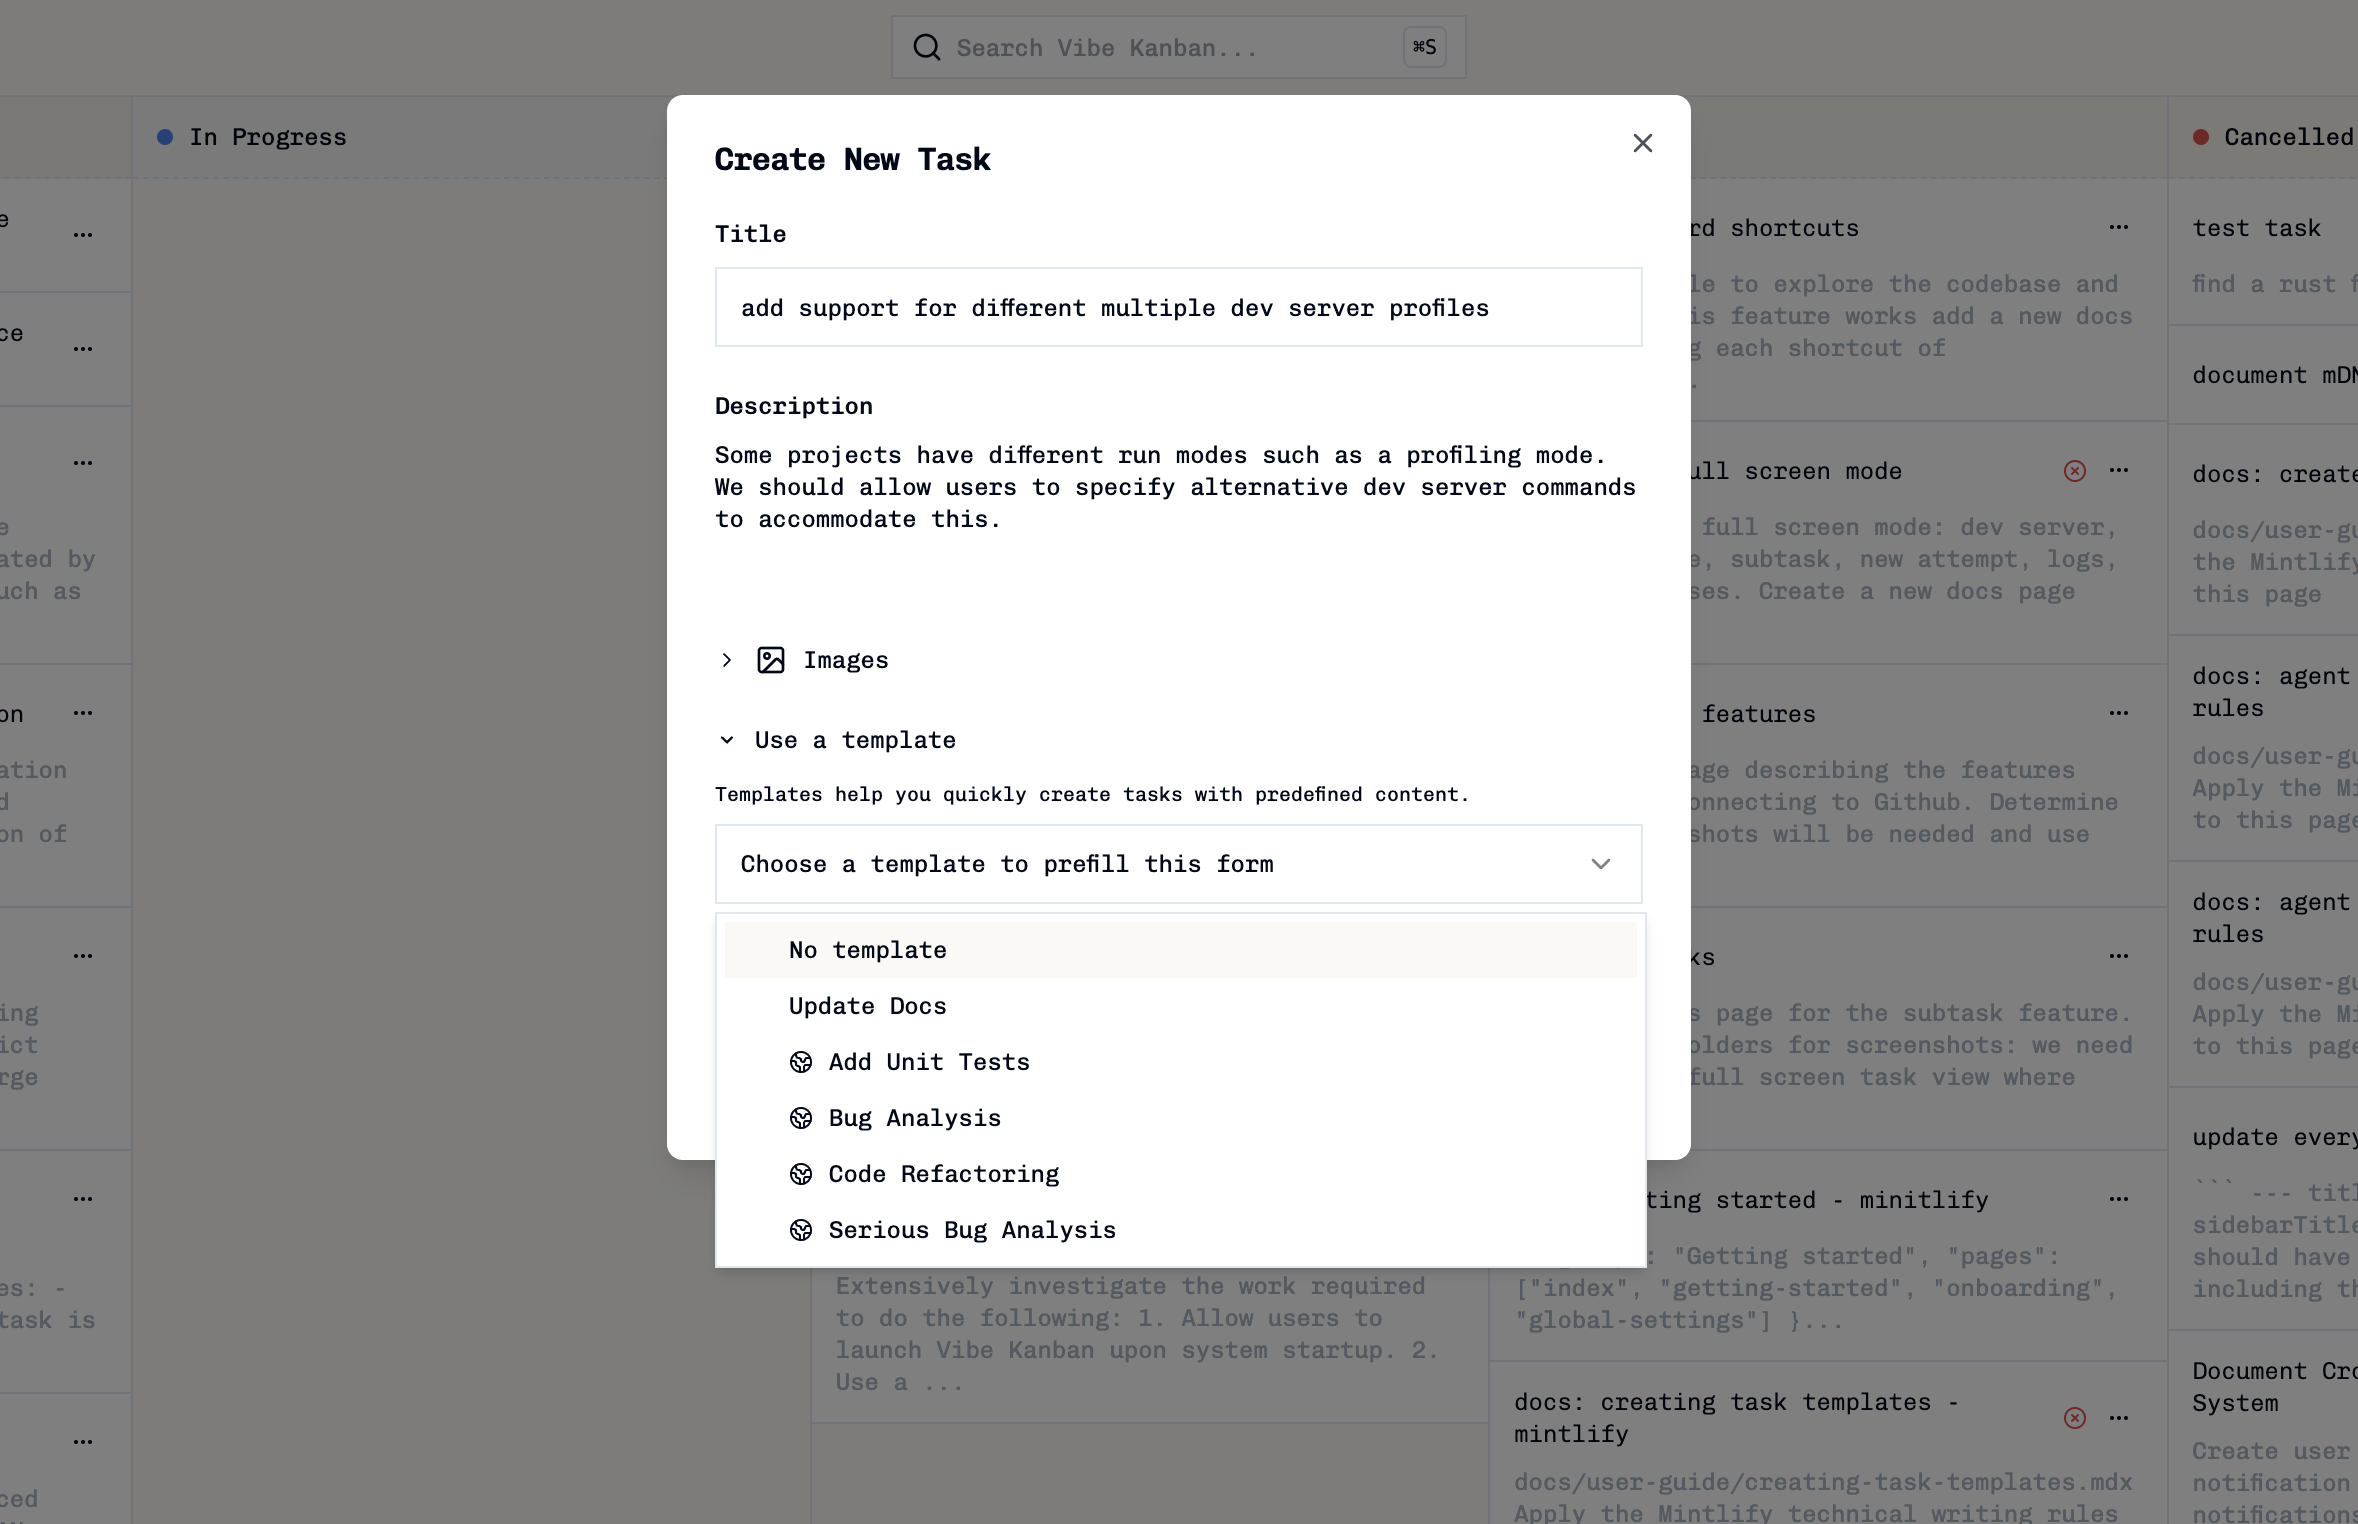 Search Vibe Kanban...
⌘S
In Progress
Cancelled
ated by
uch as
on of
task is
Create New Task
Title
add support for different multiple dev server profiles
Description
Some projects have different run modes such as a profiling mode.
We should allow users to specify alternative dev server commands
to accommodate this.
Images
Use a template
Templates help you quickly create tasks with predefined content.
Choose a template to prefill this form
No template
Update Docs
Add Unit Tests
Bug Analysis
Code Refactoring
Serious Bug Analysis
Extensively investigate the work required
to do the following: 1. Allow users to
launch Vibe Kanban upon system startup. 2.
Use a ...
rd shortcuts
le to explore the codebase and
is feature works add a new docs
g each shortcut of
ull screen mode
full screen mode: dev server,
e, subtask, new attempt, logs,
ses. Create a new docs page
features
age describing the features
onnecting to Github. Determine
shots will be needed and use
ks
s page for the subtask feature.
olders for screenshots: we need
full screen task view where
ting started - minitlify
: "Getting started", "pages":
["index", "getting-started", "onboarding",
"global-settings"] }...
docs: creating task templates -
mintlify
docs/user-guide/creating-task-templates.mdx
Apply the Mintlify technical writing rules
test task
find a rust f
document mDN
docs: create
docs/user-gu
the Mintlify
this page
docs: agent
rules
docs/user-gu
Apply the Mi
to this page
docs: agent
rules
docs/user-gu
Apply the Mi
to this page
update every
``` --- titl
sidebarTitle
should have
including th
Document Cro
System
Create user
notification
notifications